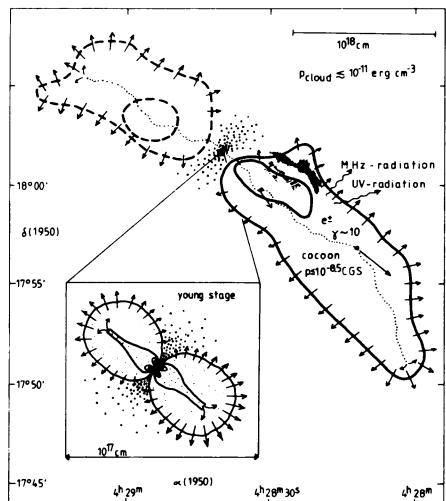 10¹⁸cm
Pcloud ≲ 10⁻¹¹ erg cm⁻³
MHz-radiation
UV-radiation
e±
γ~10
cocoon
p≈10⁻⁸·⁵CGS
18°00'
δ(1950)
17°55'
young stage
17°50'
10¹⁷cm
17°45'
α(1950)
4ʰ29ᵐ
4ʰ28ᵐ30ˢ
4ʰ28ᵐ